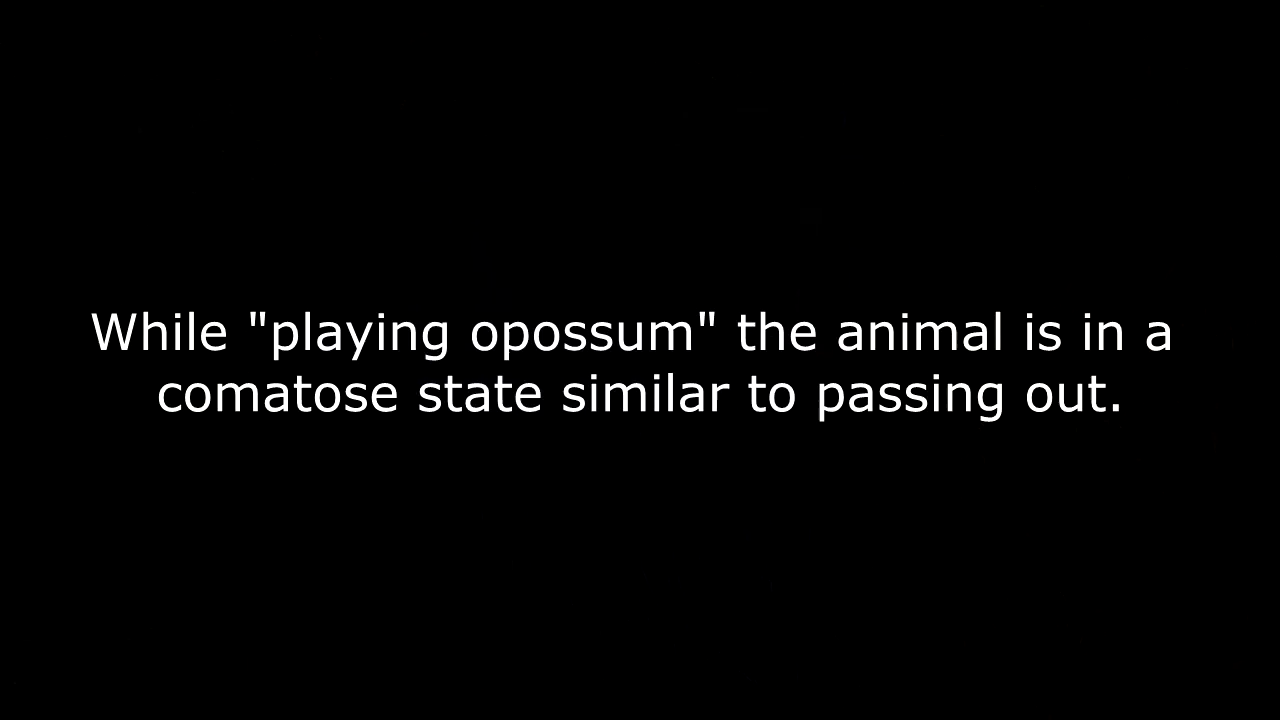 While "playing opossum" the animal is in a
comatose state similar to passing out.